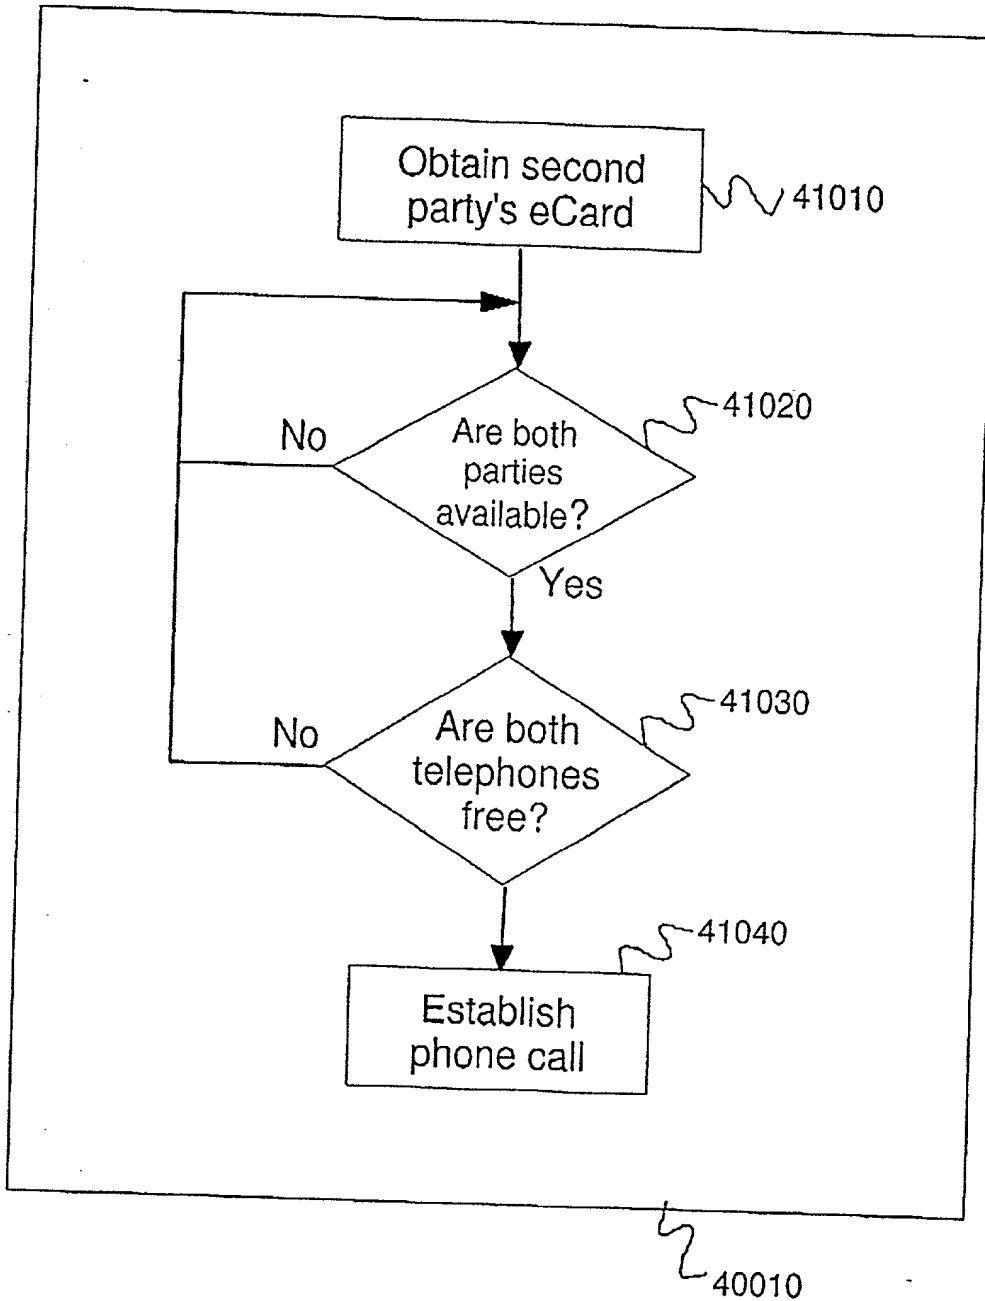 Obtain second
party's eCard
41010
41020
No
Are both
parties
available?
Yes
41030
No
Are both
telephones
free?
41040
Establish
phone call
40010